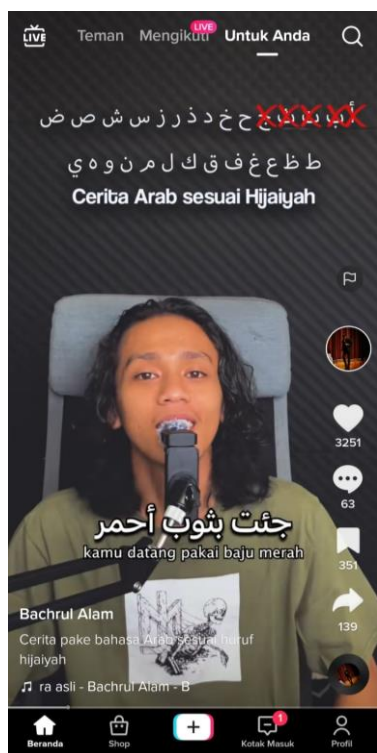 LIVE
Teman Mengikuti LIVE Untuk Anda
أ ب ت ث ج ح خ د ذ ر ز س ش ص ض
ط ظ ع غ ف ق ك ل م ن و ه ي
Cerita Arab sesuai Hijaiyah
3251
63
جئت بثوب أحمر
kamu datang pakai baju merah
351
Bachrul Alam
139
Cerita pake bahasa Arab sesuai huruf
hijaiyah
ra asli - Bachrul Alam - B
1
Beranda Shop Kotak Masuk Profil